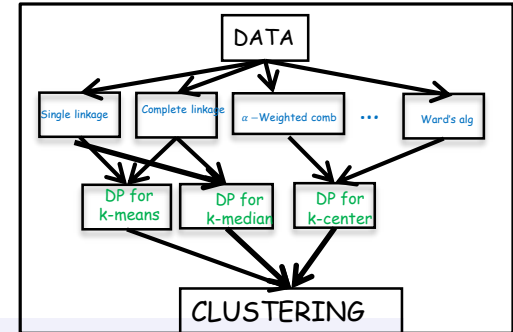 DATA
Single linkage
Complete linkage
α −Weighted comb
...
Ward's alg
DP for
k-means
DP for
k-median
DP for
k-center
CLUSTERING